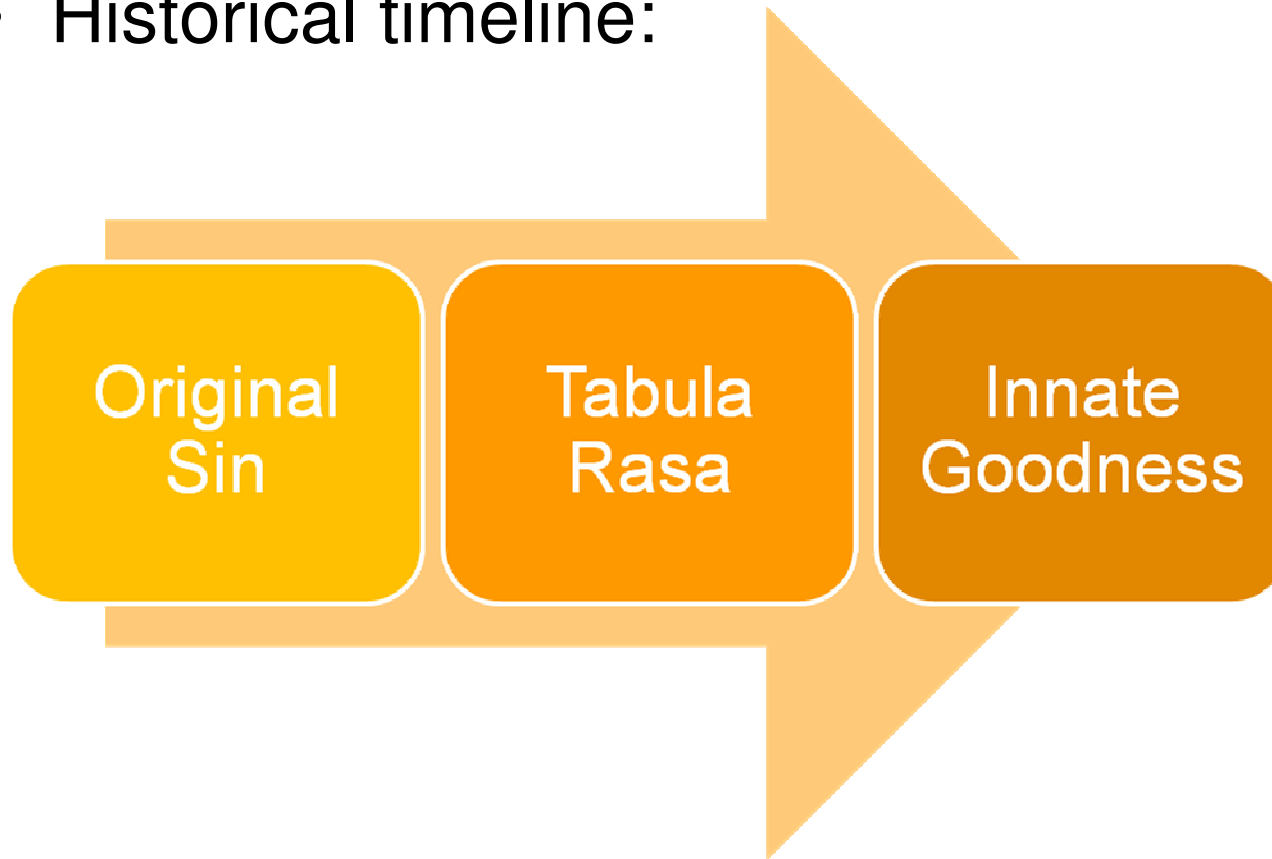 • Historical timeline:
Original
Sin
Tabula
Rasa
Innate
Goodness